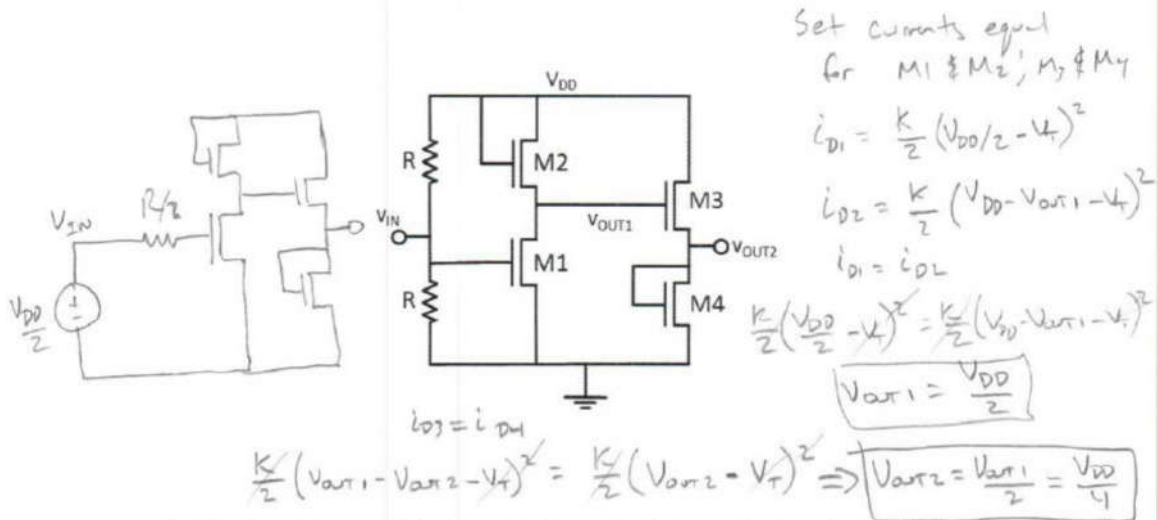 Set currents equal
for M1 & M2; M3 & M4
i_D1 = K/2 (V_DD/2 - V_T)^2
i_D2 = K/2 (V_DD - V_OUT1 - V_T)^2
i_D1 = i_D2
K/2 (V_DD/2 - V_T)^2 = K/2 (V_DD - V_OUT1 - V_T)^2
V_OUT1 = V_DD/2
V_IN
R/2
V_DD/2
V_DD
R
M2
V_IN
V_OUT1
M3
M1
V_OUT2
R
M4
i_D3 = i_D4
K/2 (V_OUT1 - V_OUT2 - V_T)^2 = K/2 (V_OUT2 - V_T)^2 ⇒ V_OUT2 = V_OUT1/2 = V_DD/4